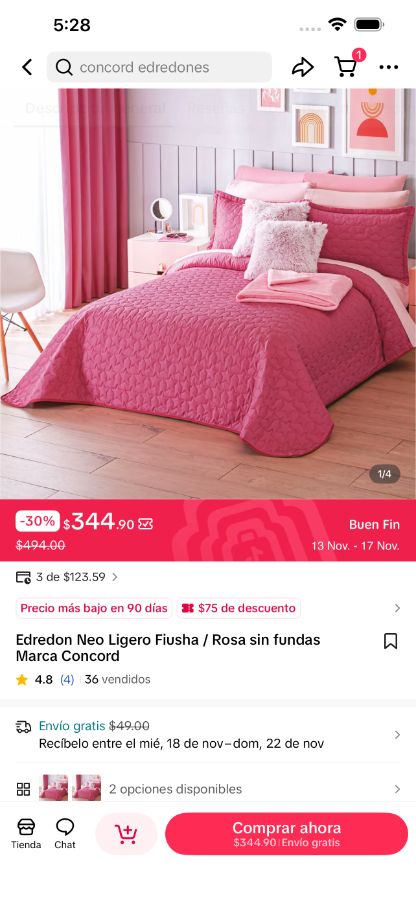 5:28
concord edredones
1
Descripción general
Reseñas
1/4
-30% $344.90
Buen Fin
$494.00
13 Nov. - 17 Nov.
3 de $123.59 >
Precio más bajo en 90 días
$75 de descuento
Edredon Neo Ligero Fiusha / Rosa sin fundas
Marca Concord
4.8 (4) 36 vendidos
Envío gratis $49.00
Recíbelo entre el mié, 18 de nov–dom, 22 de nov
2 opciones disponibles
Tienda
Chat
Comprar ahora
$344.90 | Envío gratis